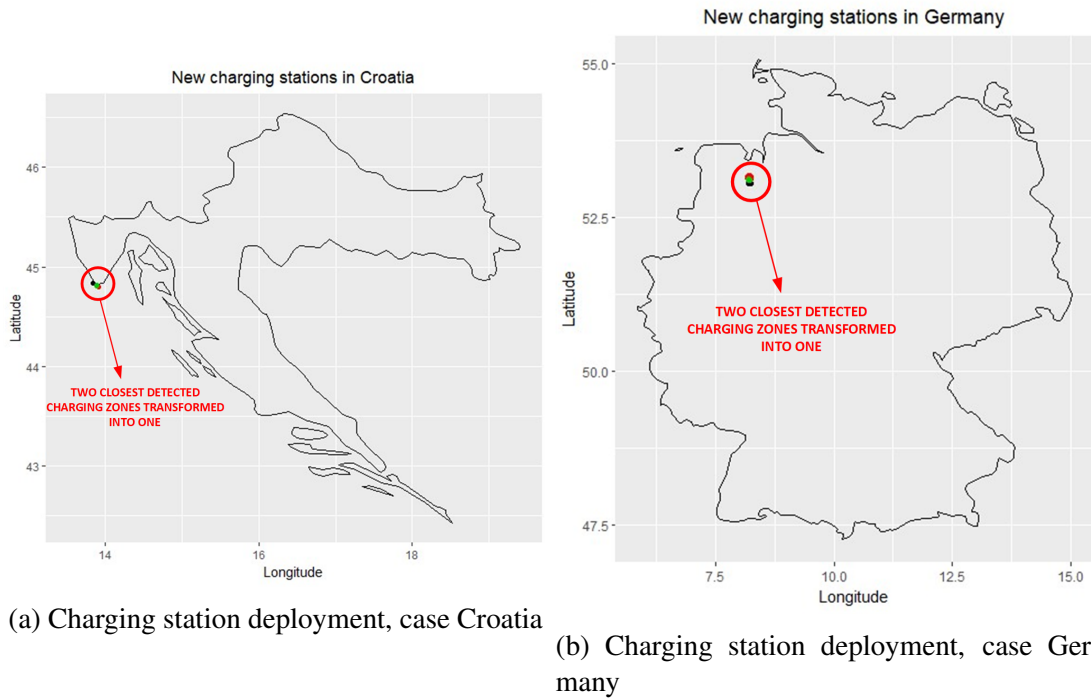 New charging stations in Croatia
46
45
44
43
Latitude
TWO CLOSEST DETECTED
CHARGING ZONES TRANSFORMED
INTO ONE
14
16
18
Longitude
(a) Charging station deployment, case Croatia
New charging stations in Germany
55.0
52.5
50.0
47.5
Latitude
TWO CLOSEST DETECTED
CHARGING ZONES TRANSFORMED
INTO ONE
7.5
10.0
12.5
15.0
Longitude
(b) Charging station deployment, case Ger
many